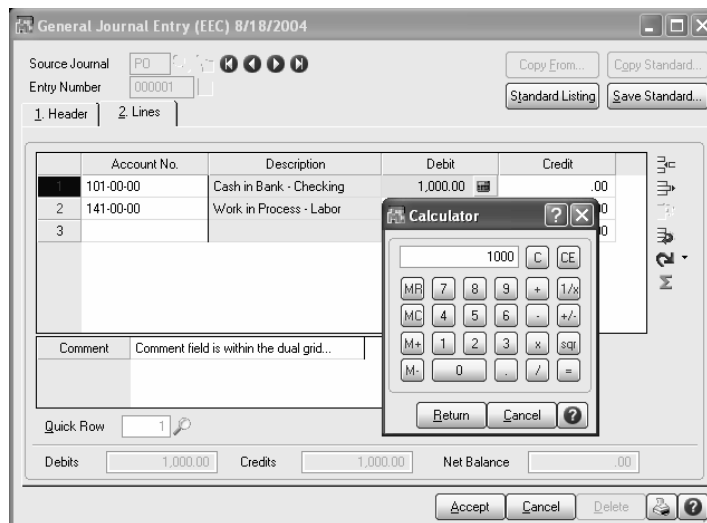 General Journal Entry (EEC) 8/18/2004
Source Journal PO
Copy From... Copy Standard...
Entry Number 000001
Standard Listing Save Standard...
1. Header 2. Lines
Account No. Description Debit Credit
1 101-00-00 Cash in Bank - Checking 1,000.00 .00
2 141-00-00 Work in Process - Labor
3
Calculator
1000 C CE
MR 7 8 9 + 1/x
MC 4 5 6 - +/-
M+ 1 2 3 x sqr
M- 0 . / =
Return Cancel
Comment Comment field is within the dual grid...
Quick Row 1
Debits 1,000.00 Credits 1,000.00 Net Balance .00
Accept Cancel Delete